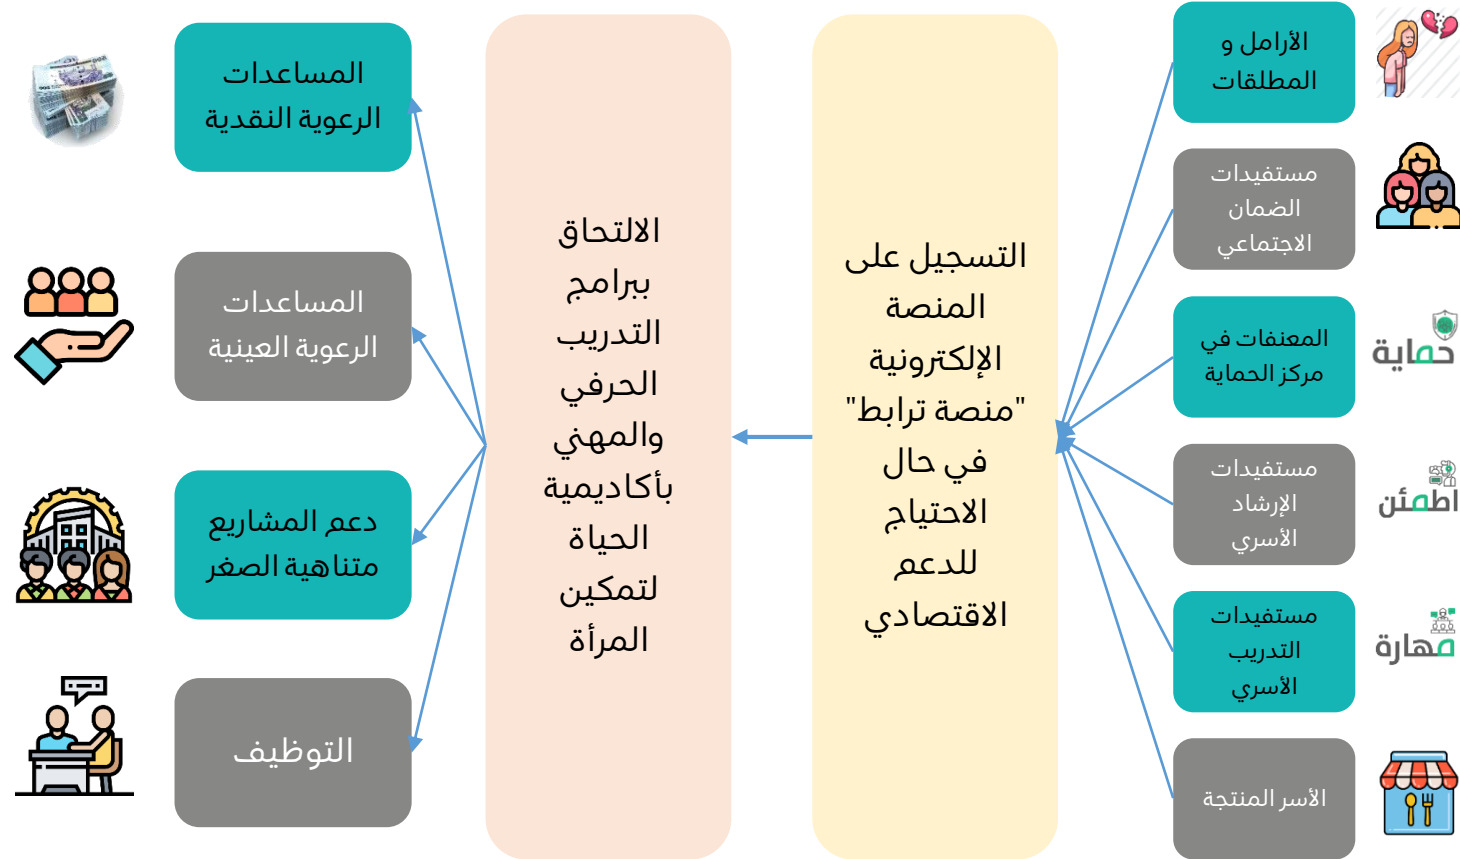 الأرامل و
المطلقات
مستفيدات
الضمان
الاجتماعي
المعنفات في
مركز الحماية
حماية
مستفيدات
الإرشاد
الأسري
اطمئن
مستفيدات
التدريب
الأسري
مهارة
الأسر المنتجة
التسجيل على
المنصة
الإلكترونية
"منصة ترابط"
في حال
الاحتياج
للدعم
الاقتصادي
الالتحاق
ببرامج
التدريب
الحرفي
والمهني
بأكاديمية
الحياة
لتمكين
المرأة
المساعدات
الرعوية النقدية
المساعدات
الرعوية العينية
دعم المشاريع
متناهية الصغر
التوظيف